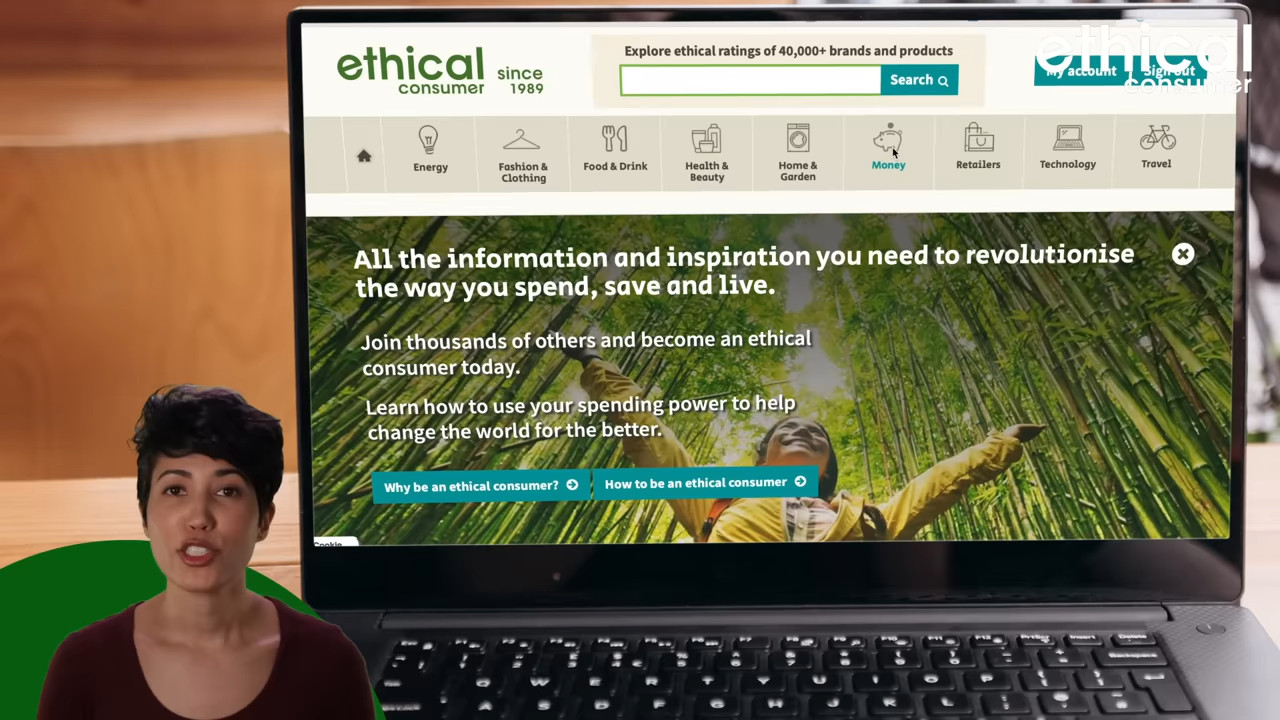 ethical
consumer
since
1989
Explore ethical ratings of 40,000+ brands and products
Search
My account
Sign out
ethical
consumer
Energy
Fashion &
Clothing
Food & Drink
Health &
Beauty
Home &
Garden
Money
Retailers
Technology
Travel
All the information and inspiration you need to revolutionise
the way you spend, save and live.
Join thousands of others and become an ethical
consumer today.
Learn how to use your spending power to help
change the world for the better.
Why be an ethical consumer?
How to be an ethical consumer
Cookie
Insert
Delete
Backspace
Q W E R T Y U I O P